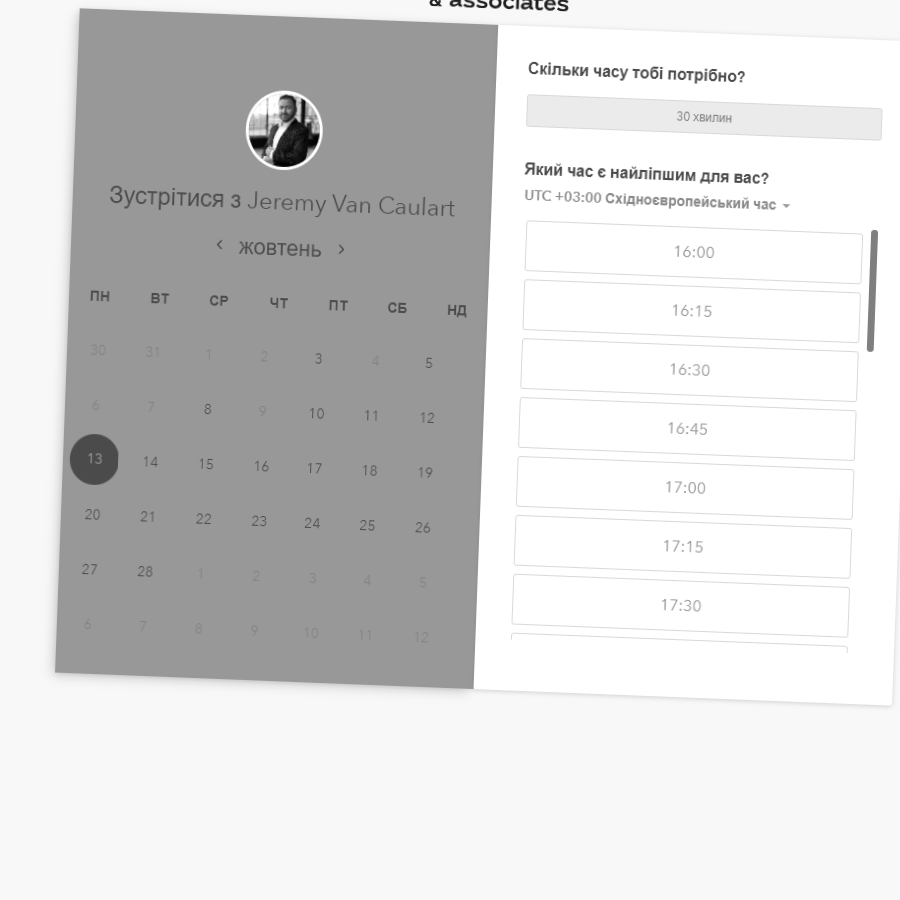 & associates
Зустрітися з Jeremy Van Caulart
‹ жовтень ›
ПН ВТ СР ЧТ ПТ СБ НД
30 31 1 2 3 4 5
6 7 8 9 10 11 12
13 14 15 16 17 18 19
20 21 22 23 24 25 26
27 28 1 2 3 4 5
6 7 8 9 10 11 12
Скільки часу тобі потрібно?
30 хвилин
Який час є найліпшим для вас?
UTC +03:00 Східноєвропейський час
16:00
16:15
16:30
16:45
17:00
17:15
17:30